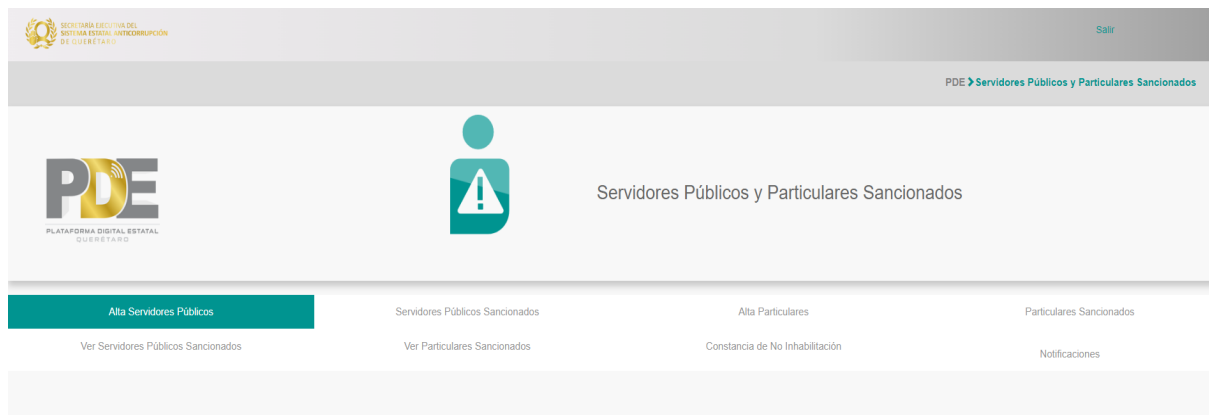 SECRETARÍA EJECUTIVA DEL
SISTEMA ESTATAL ANTICORRUPCIÓN
DE QUERÉTARO
Salir
PDE Servidores Públicos y Particulares Sancionados
PDE
PLATAFORMA DIGITAL ESTATAL
QUERÉTARO
Servidores Públicos y Particulares Sancionados
Alta Servidores Públicos Servidores Públicos Sancionados Alta Particulares Particulares Sancionados
Ver Servidores Públicos Sancionados Ver Particulares Sancionados Constancia de No Inhabilitación Notificaciones